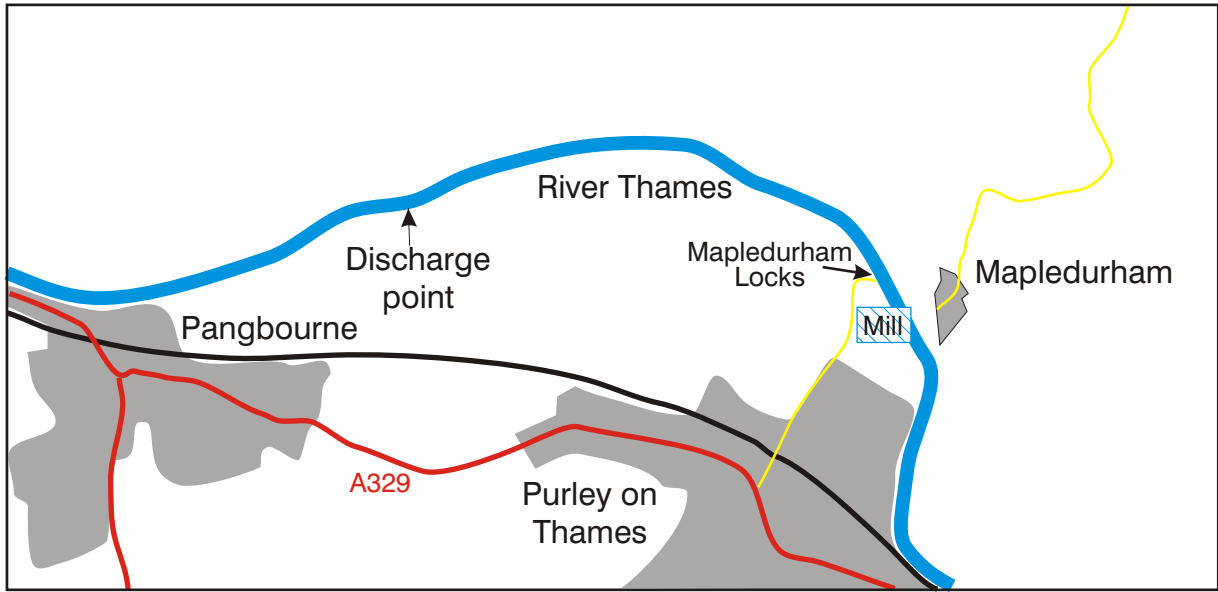 River Thames
Discharge
point
Mapledurham
Locks
Mapledurham
Pangbourne
Mill
A329
Purley on
Thames